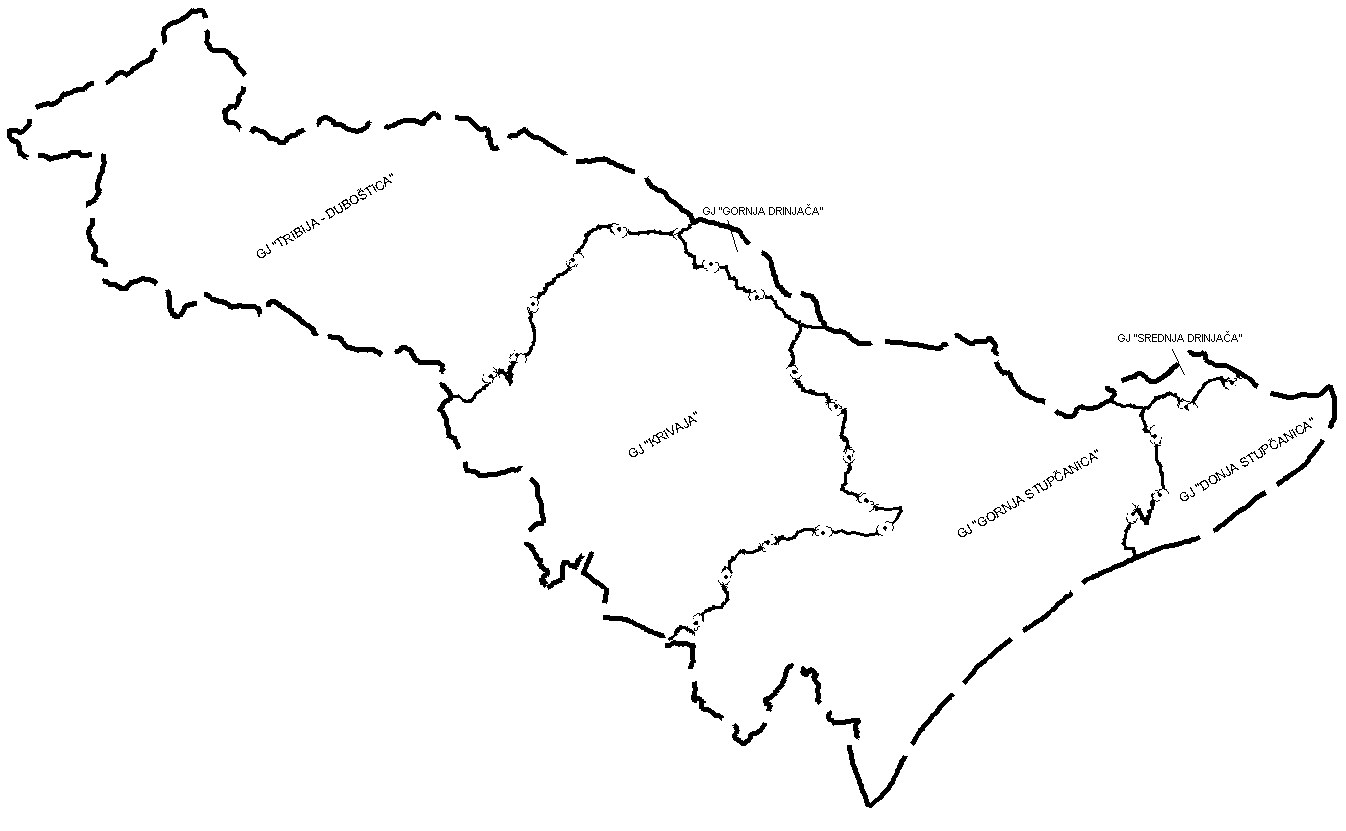 GJ "TRIBIJA - DUBOŠTICA"
GJ "GORNJA DRINJAČA"
GJ "SREDNJA DRINJAČA"
GJ "KRIVAJA"
GJ "GORNJA STUPČANICA"
GJ "DONJA STUPČANICA"